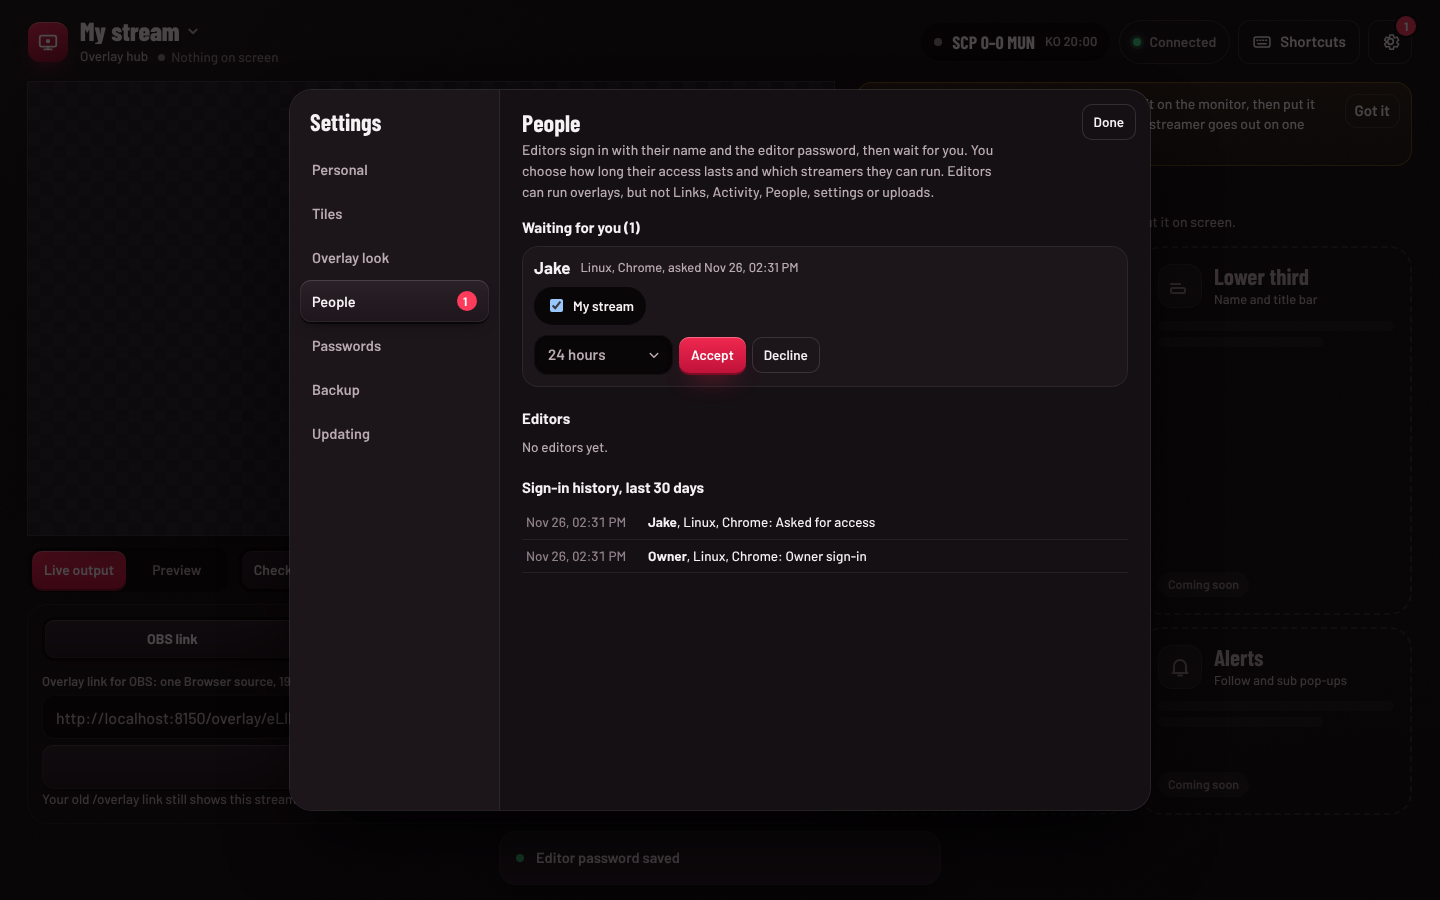 My stream
Overlay hub
Nothing on screen
SCP 0-0 MUN
KO 20:00
Connected
Shortcuts
1
t on the monitor, then put it
streamer goes out on one
Got it
t it on screen.
Lower third
Name and title bar
Coming soon
Alerts
Follow and sub pop-ups
Coming soon
Live output
Preview
Check
OBS link
Overlay link for OBS: one Browser source, 19
http://localhost:8150/overlay/eLI
Your old /overlay link still shows this stream
Settings
Personal
Tiles
Overlay look
People
1
Passwords
Backup
Updating
People
Done
Editors sign in with their name and the editor password, then wait for you. You
choose how long their access lasts and which streamers they can run. Editors
can run overlays, but not Links, Activity, People, settings or uploads.
Waiting for you (1)
Jake
Linux, Chrome, asked Nov 26, 02:31 PM
My stream
24 hours
Accept
Decline
Editors
No editors yet.
Sign-in history, last 30 days
Nov 26, 02:31 PM
Jake, Linux, Chrome: Asked for access
Nov 26, 02:31 PM
Owner, Linux, Chrome: Owner sign-in
Editor password saved